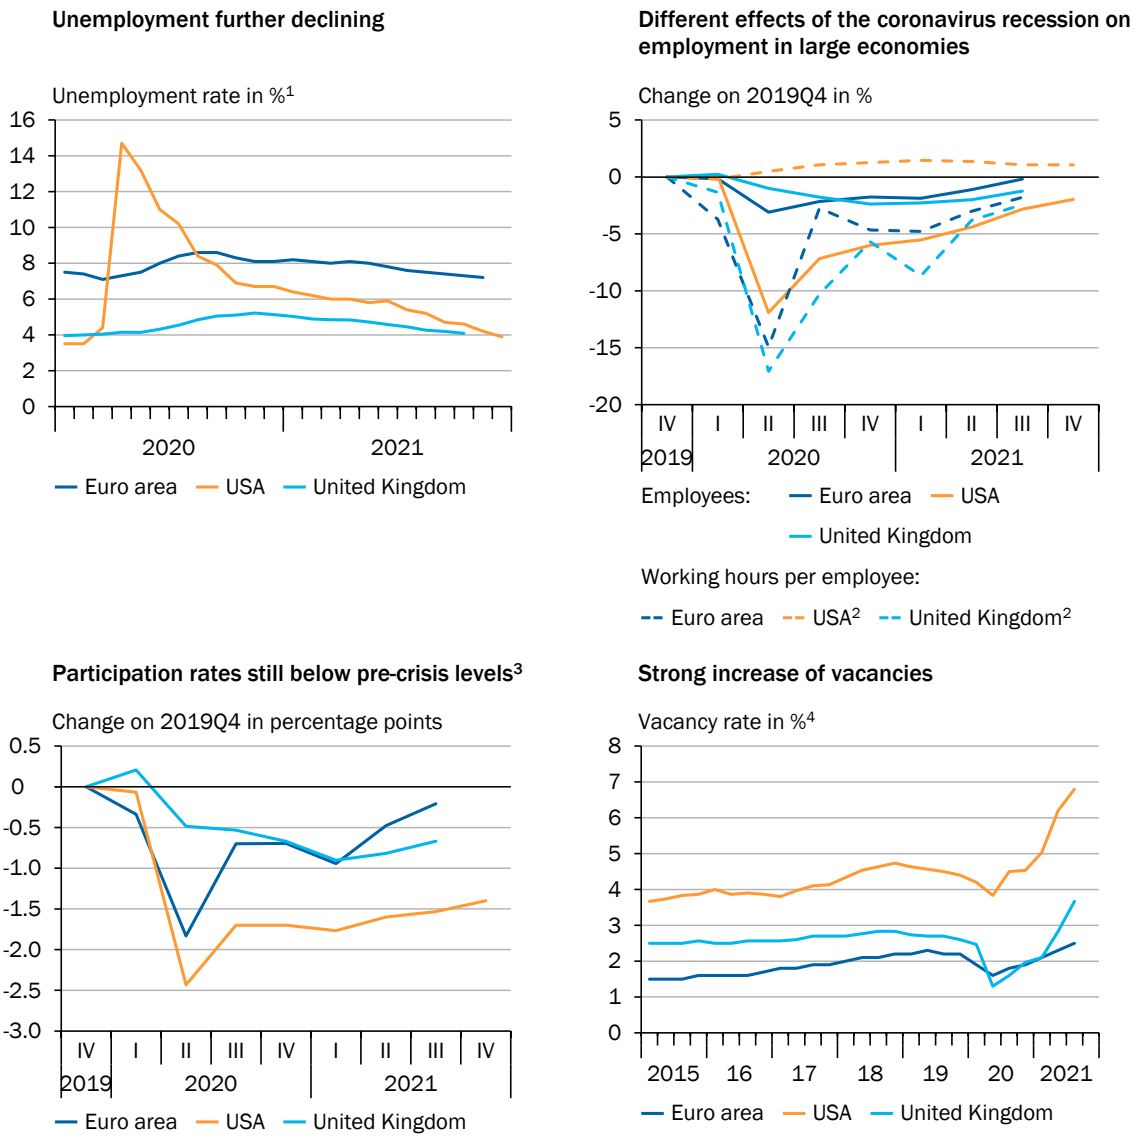 Unemployment further declining
Unemployment rate in %1
16
14
12
10
8
6
4
2
0
2020 2021
Euro area USA United Kingdom
Different effects of the coronavirus recession on
employment in large economies
Change on 2019Q4 in %
5
0
-5
-10
-15
-20
IV I II III IV I II III IV
2019 2020 2021
Employees: Euro area USA
United Kingdom
Working hours per employee:
Euro area USA2 United Kingdom2
Participation rates still below pre-crisis levels3
Change on 2019Q4 in percentage points
0.5
0
-0.5
-1.0
-1.5
-2.0
-2.5
-3.0
IV I II III IV I II III IV
2019 2020 2021
Euro area USA United Kingdom
Strong increase of vacancies
Vacancy rate in %4
8
7
6
5
4
3
2
1
0
2015 16 17 18 19 20 2021
Euro area USA United Kingdom